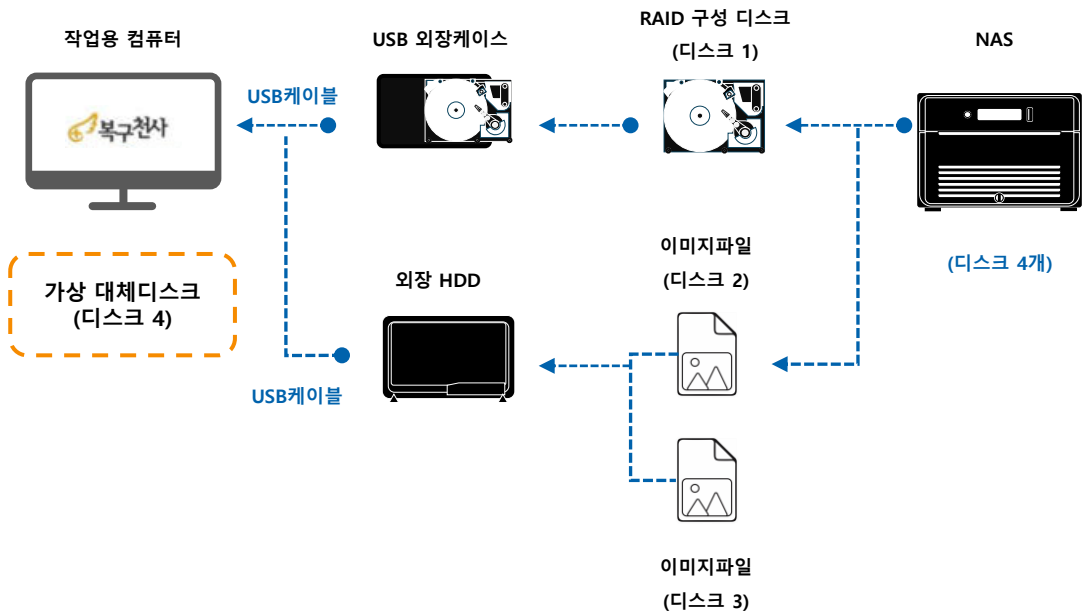 작업용 컴퓨터
USB 외장케이스
RAID 구성 디스크
(디스크 1)
NAS
USB케이블
복구천사
가상 대체디스크
(디스크 4)
외장 HDD
이미지파일
(디스크 2)
(디스크 4개)
USB케이블
이미지파일
(디스크 3)